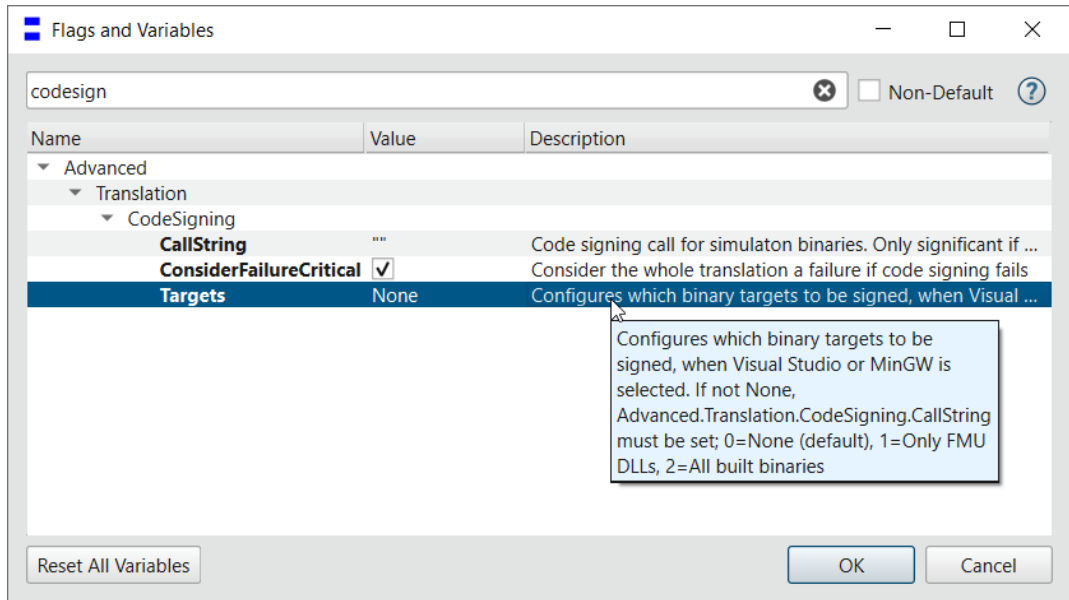 Flags and Variables
codesign
Non-Default
?
Name Value Description
Advanced
Translation
CodeSigning
CallString "" Code signing call for simulaton binaries. Only significant if ...
ConsiderFailureCritical Consider the whole translation a failure if code signing fails
Targets None Configures which binary targets to be signed, when Visual ...
Configures which binary targets to be
signed, when Visual Studio or MinGW is
selected. If not None,
Advanced.Translation.CodeSigning.CallString
must be set; 0=None (default), 1=Only FMU
DLLs, 2=All built binaries
Reset All Variables
OK
Cancel